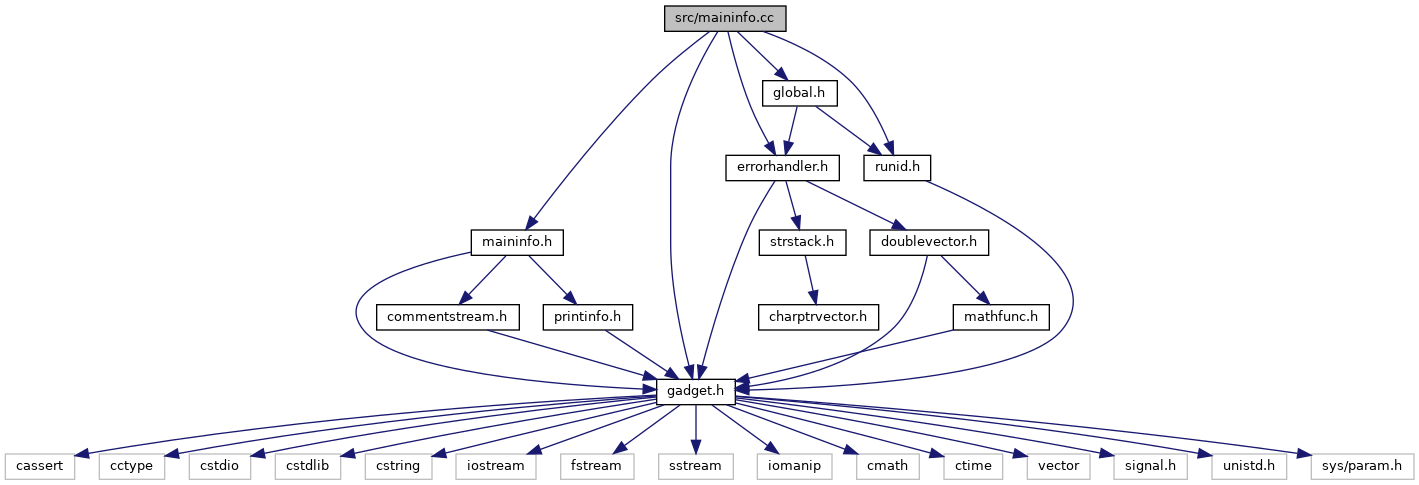 src/maininfo.cc
global.h
errorhandler.h
runid.h
maininfo.h
strstack.h
doublevector.h
commentstream.h
printinfo.h
charptrvector.h
mathfunc.h
gadget.h
cassert
cctype
cstdio
cstdlib
cstring
iostream
fstream
sstream
iomanip
cmath
ctime
vector
signal.h
unistd.h
sys/param.h